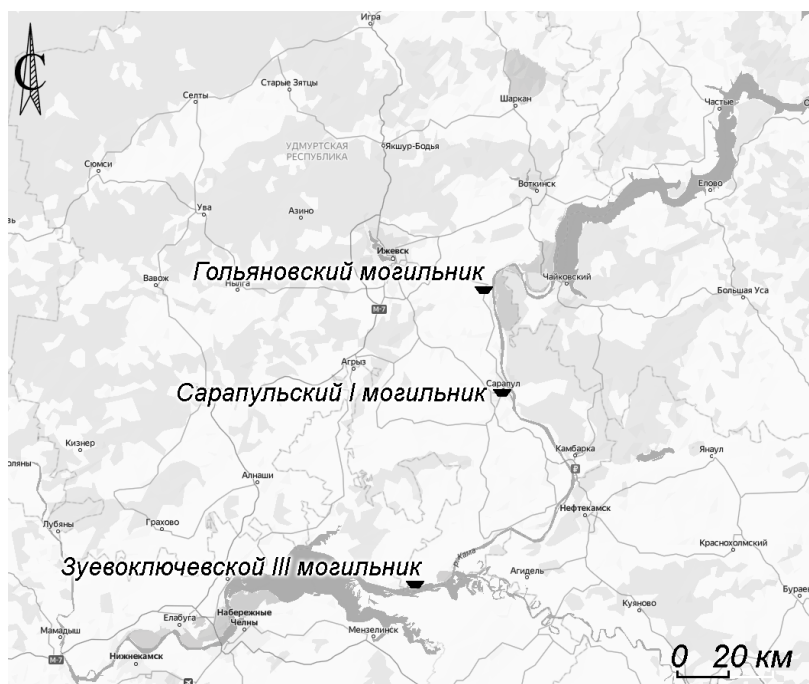 Игра
Старые Зятцы
Селты
Шаркан
Частые
С
УДМУРТСКАЯ
РЕСПУБЛИКА
Якшур-Бодья
Сюмси
Воткинск
Елово
Ува
Азино
Ижевск
Гольяновский могильник
Вавож
Нылга
Чайковский
Большая Уса
М-7
Агрыз
Сарапул
Сарапульский I могильник
Кизнер
Камбарка
Янаул
Алнаши
Нефтекамск
Лубяны
Грахово
Краснохолмский
Кама
Зуевоключевской III могильник
Агидель
Елабуга
Набережные
Челны
Куяново
Мамадыш
Мензелинск
М-7
Нижнекамск
0 20 км